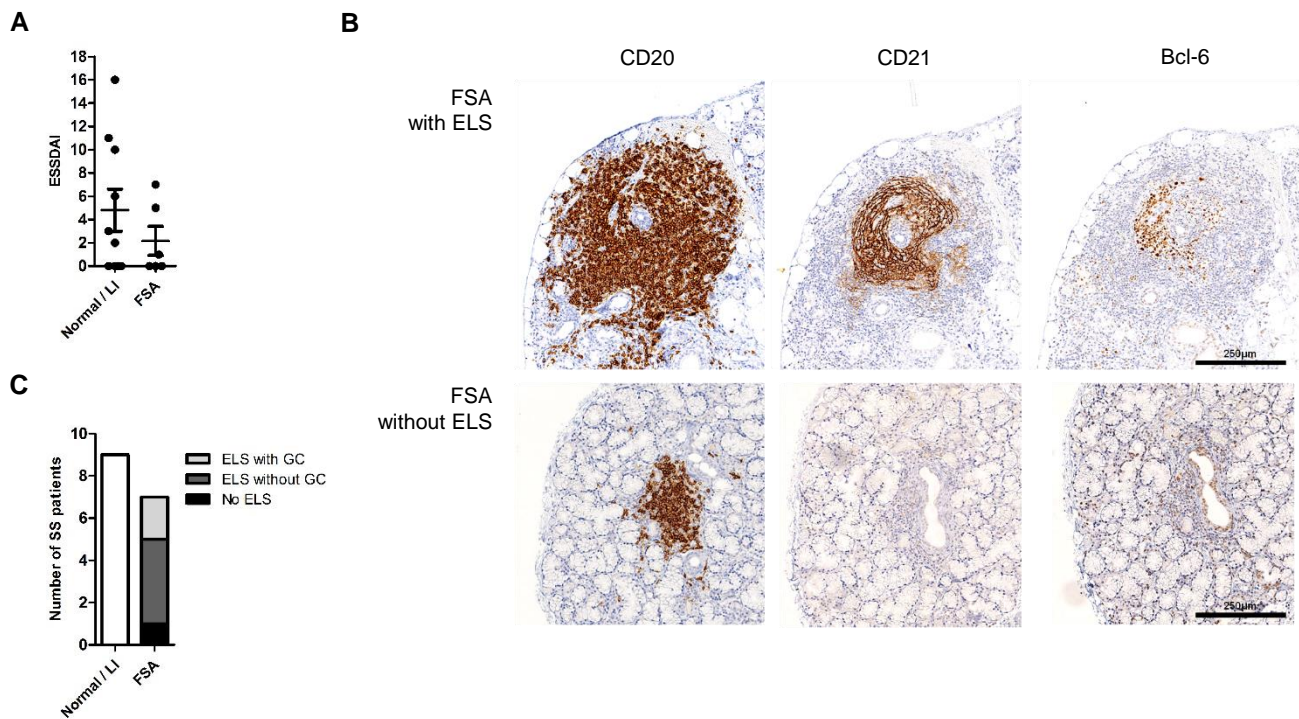 A
ESSDAI
18
16
14
12
10
8
6
4
2
0
Normal / LI
FSA
B
CD20
CD21
Bcl-6
FSA
with ELS
250µm
FSA
without ELS
250µm
C
Number of SS patients
10
8
6
4
2
0
Normal / LI
FSA
ELS with GC
ELS without GC
No ELS